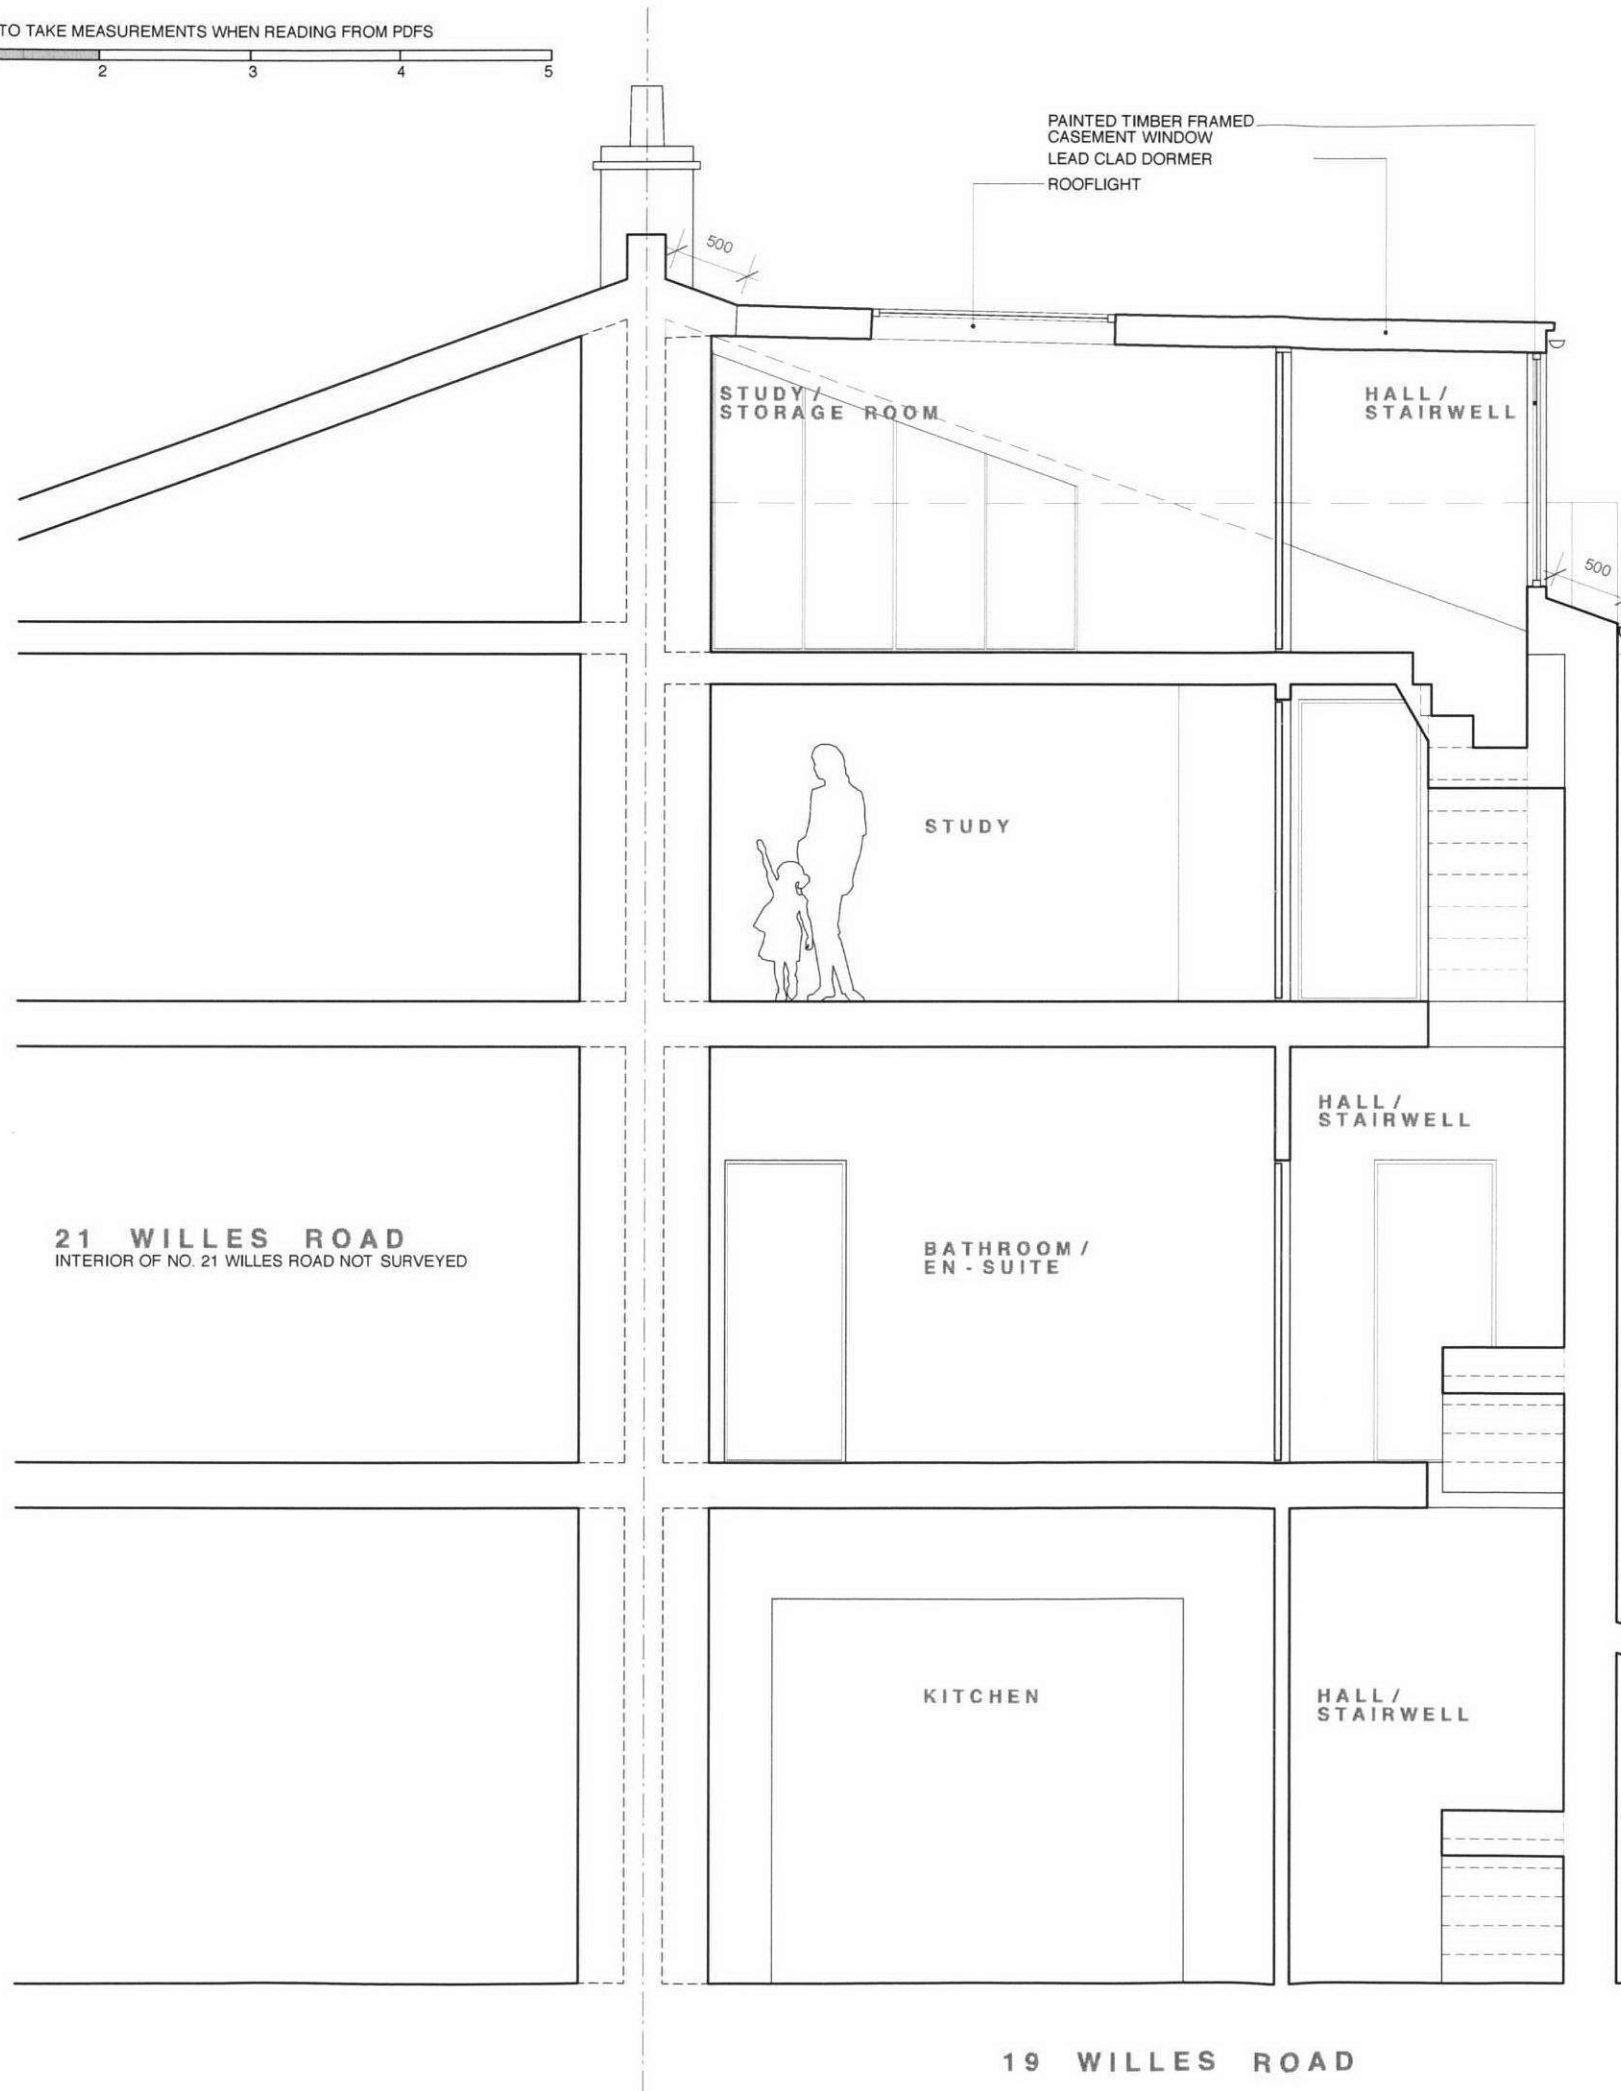 TO TAKE MEASUREMENTS WHEN READING FROM PDFS
2 3 4 5
PAINTED TIMBER FRAMED
CASEMENT WINDOW
LEAD CLAD DORMER
ROOFLIGHT
500
STUDY /
STORAGE ROOM
HALL /
STAIRWELL
500
STUDY
HALL /
STAIRWELL
21 WILLES ROAD
INTERIOR OF NO. 21 WILLES ROAD NOT SURVEYED
BATHROOM /
EN - SUITE
KITCHEN
HALL /
STAIRWELL
19 WILLES ROAD